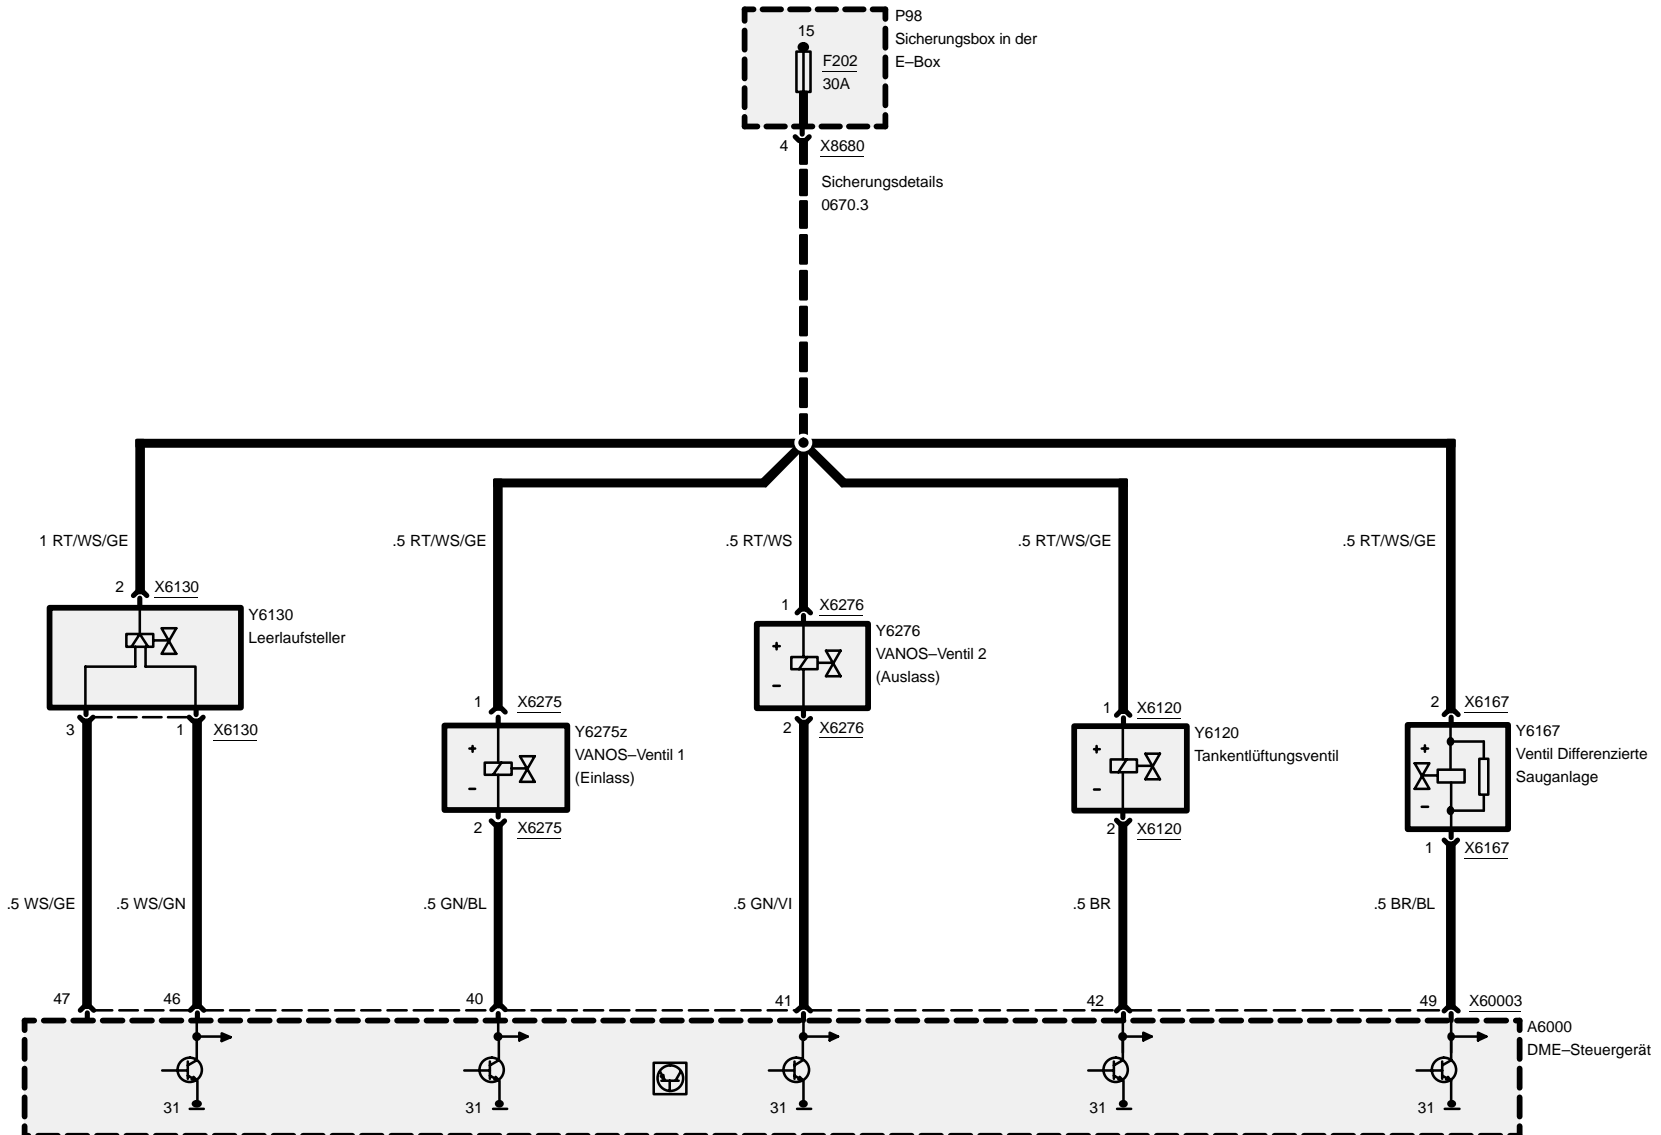 P98
15
Sicherungsbox in der
F202
E–Box
30A
4 X8680
Sicherungsdetails
0670.3
1 RT/WS/GE .5 RT/WS/GE .5 RT/WS .5 RT/WS/GE .5 RT/WS/GE
2 X6130
1 X6276
Y6130
Leerlaufsteller
Y6276
+
VANOS–Ventil 2
(Auslass)
–
1 X6275
1 X6120
2 X6167
3 1 X6130
2 X6276
Y6275z
VANOS–Ventil 1
(Einlass)
+
–
Y6120
Tankentlüftungsventil
+
–
Y6167
Ventil Differenzierte
Sauganlage
+
–
2 X6275
2 X6120
1 X6167
.5 WS/GE .5 WS/GN .5 GN/BL .5 GN/VI .5 BR .5 BR/BL
47 46 40 41 42 49 X60003
A6000
DME–Steuergerät
31 31 31 31 31